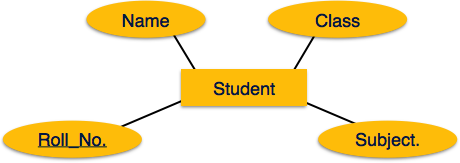 Name
Class
Student
Roll_No.
Subject.